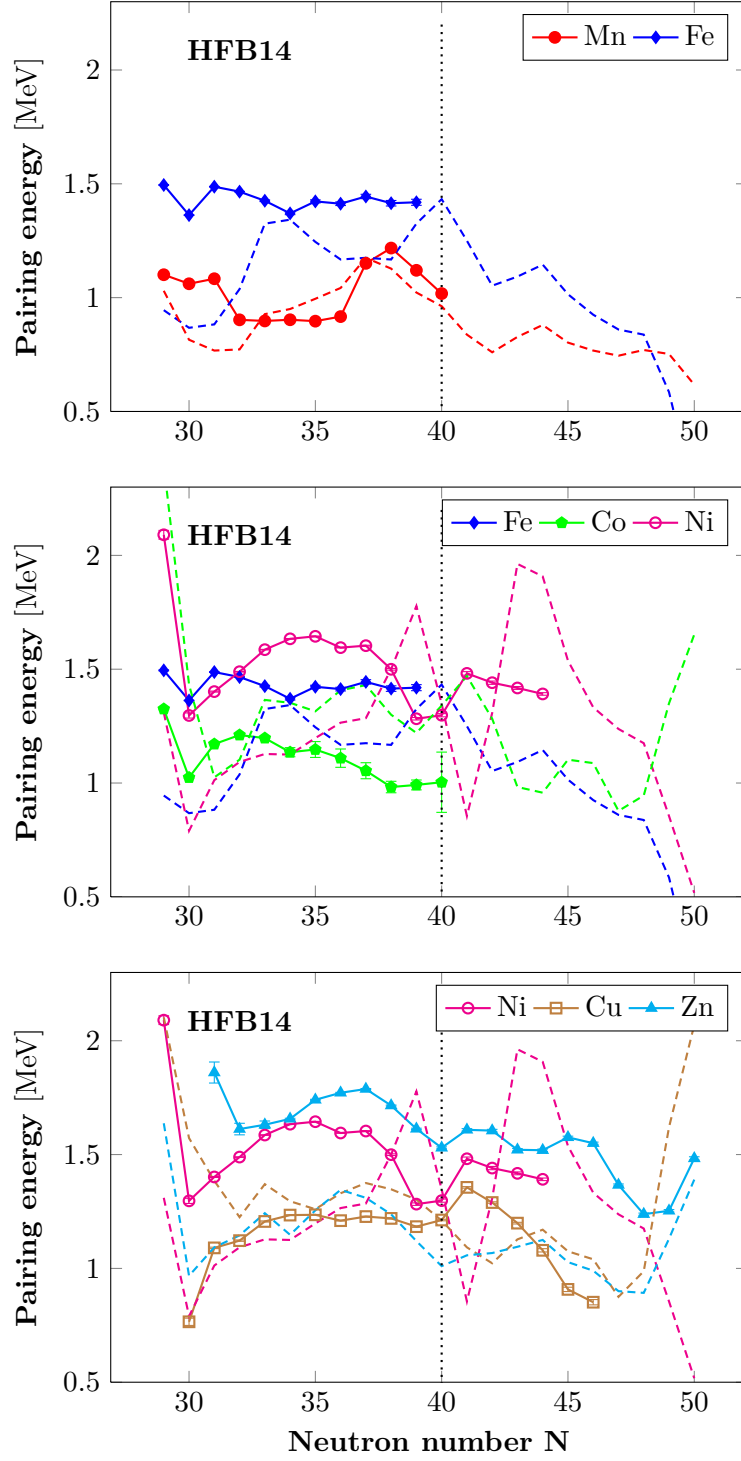 HFB14
Mn Fe
Pairing energy [MeV]
2
1.5
1
0.5
30 35 40 45 50
HFB14
Fe Co Ni
Pairing energy [MeV]
2
1.5
1
0.5
30 35 40 45 50
HFB14
Ni Cu Zn
Pairing energy [MeV]
2
1.5
1
0.5
30 35 40 45 50
Neutron number N